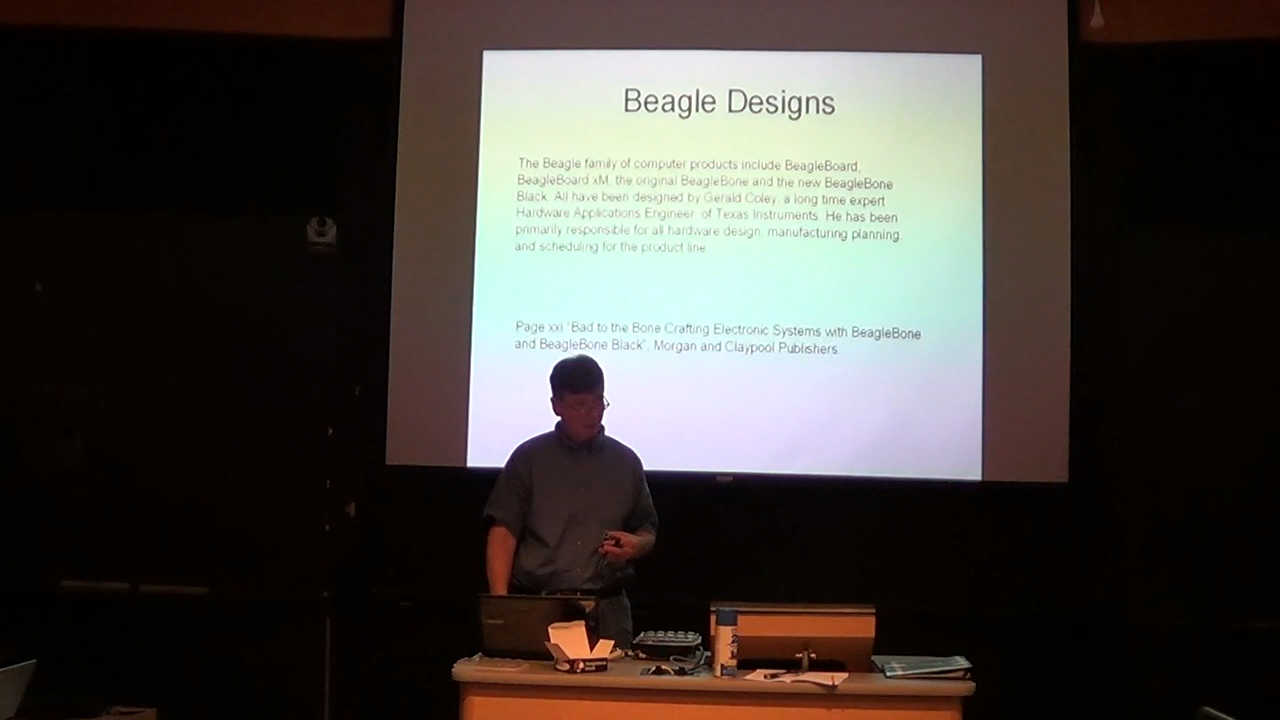 Beagle Designs
The Beagle family of computer products include BeagleBoard,
BeagleBoard xM, the original BeagleBone and the new BeagleBone
Black. All have been designed by Gerald Coley, a long time expert
Hardware Applications Engineer of Texas Instruments. He has been
primarily responsible for all hardware design, manufacturing planning,
and scheduling for the product line
Page xxi "Bad to the Bone Crafting Electronic Systems with BeagleBone
and BeagleBone Black", Morgan and Claypool Publishers